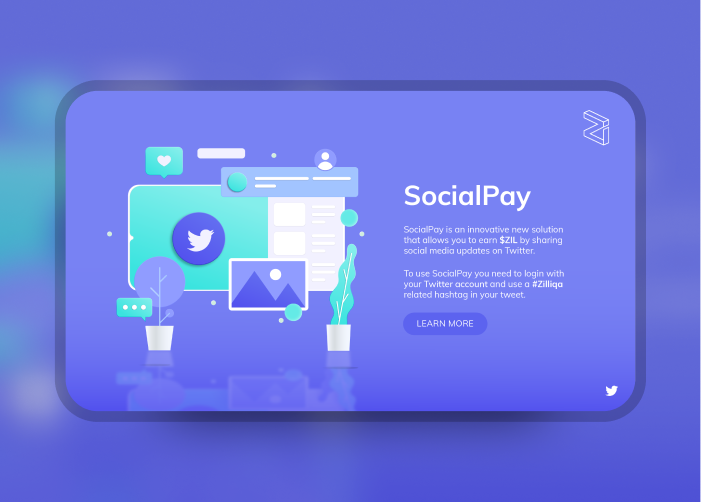 SocialPay
SocialPay is an innovative new solution
that allows you to earn $ZIL by sharing
social media updates on Twitter.
To use SocialPay you need to login with
your Twitter account and use a #Zilliqa
related hashtag in your tweet.
LEARN MORE